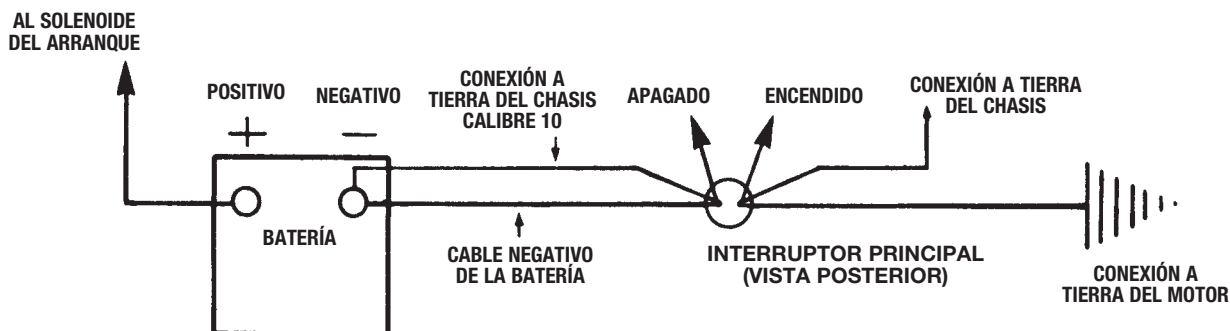 AL SOLENOIDE
DEL ARRANQUE
POSITIVO
NEGATIVO
CONEXIÓN A
TIERRA DEL CHASIS
CALIBRE 10
APAGADO
ENCENDIDO
CONEXIÓN A TIERRA
DEL CHASIS
+
−
BATERÍA
CABLE NEGATIVO
DE LA BATERÍA
INTERRUPTOR PRINCIPAL
(VISTA POSTERIOR)
CONEXIÓN A
TIERRA DEL MOTOR